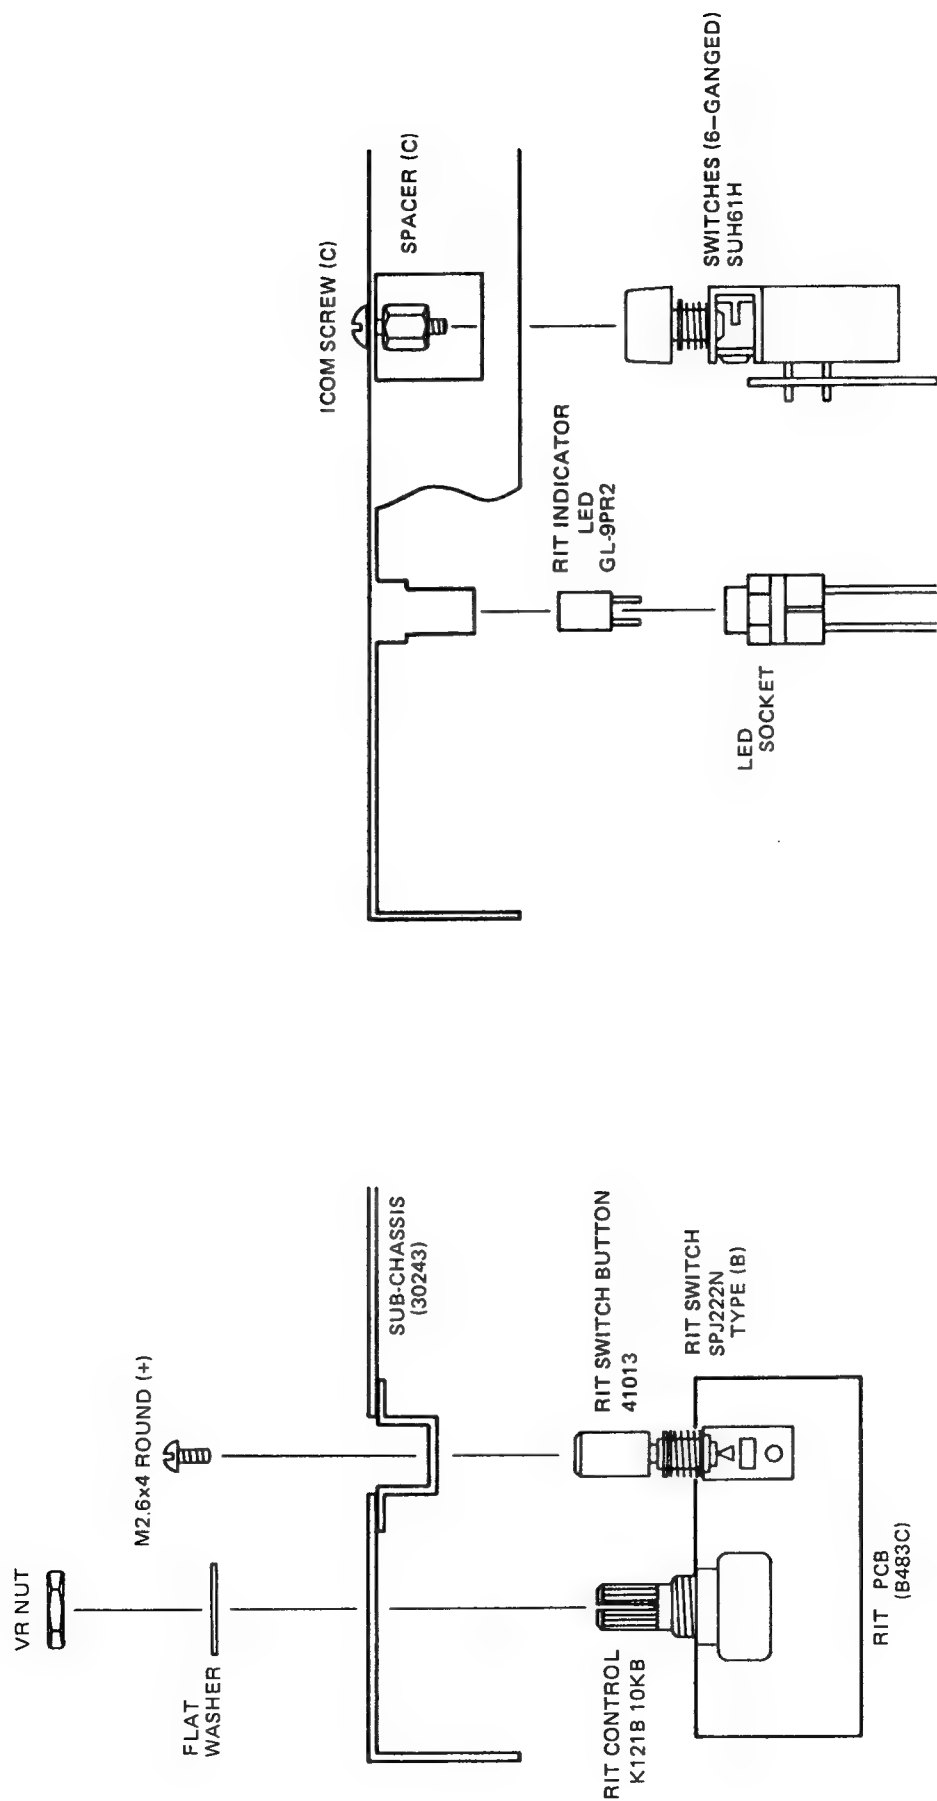 VR NUT
FLAT
WASHER
M2.6x4 ROUND (+)
SUB-CHASSIS
(30243)
RIT CONTROL
K121B 10KB
RIT SWITCH BUTTON
41013
RIT SWITCH
SPJ222N
TYPE (B)
RIT PCB
(B483C)
ICOM SCREW (C)
SPACER (C)
RIT INDICATOR
LED
GL-9PR2
LED
SOCKET
SWITCHES (6-GANGED)
SUH61H